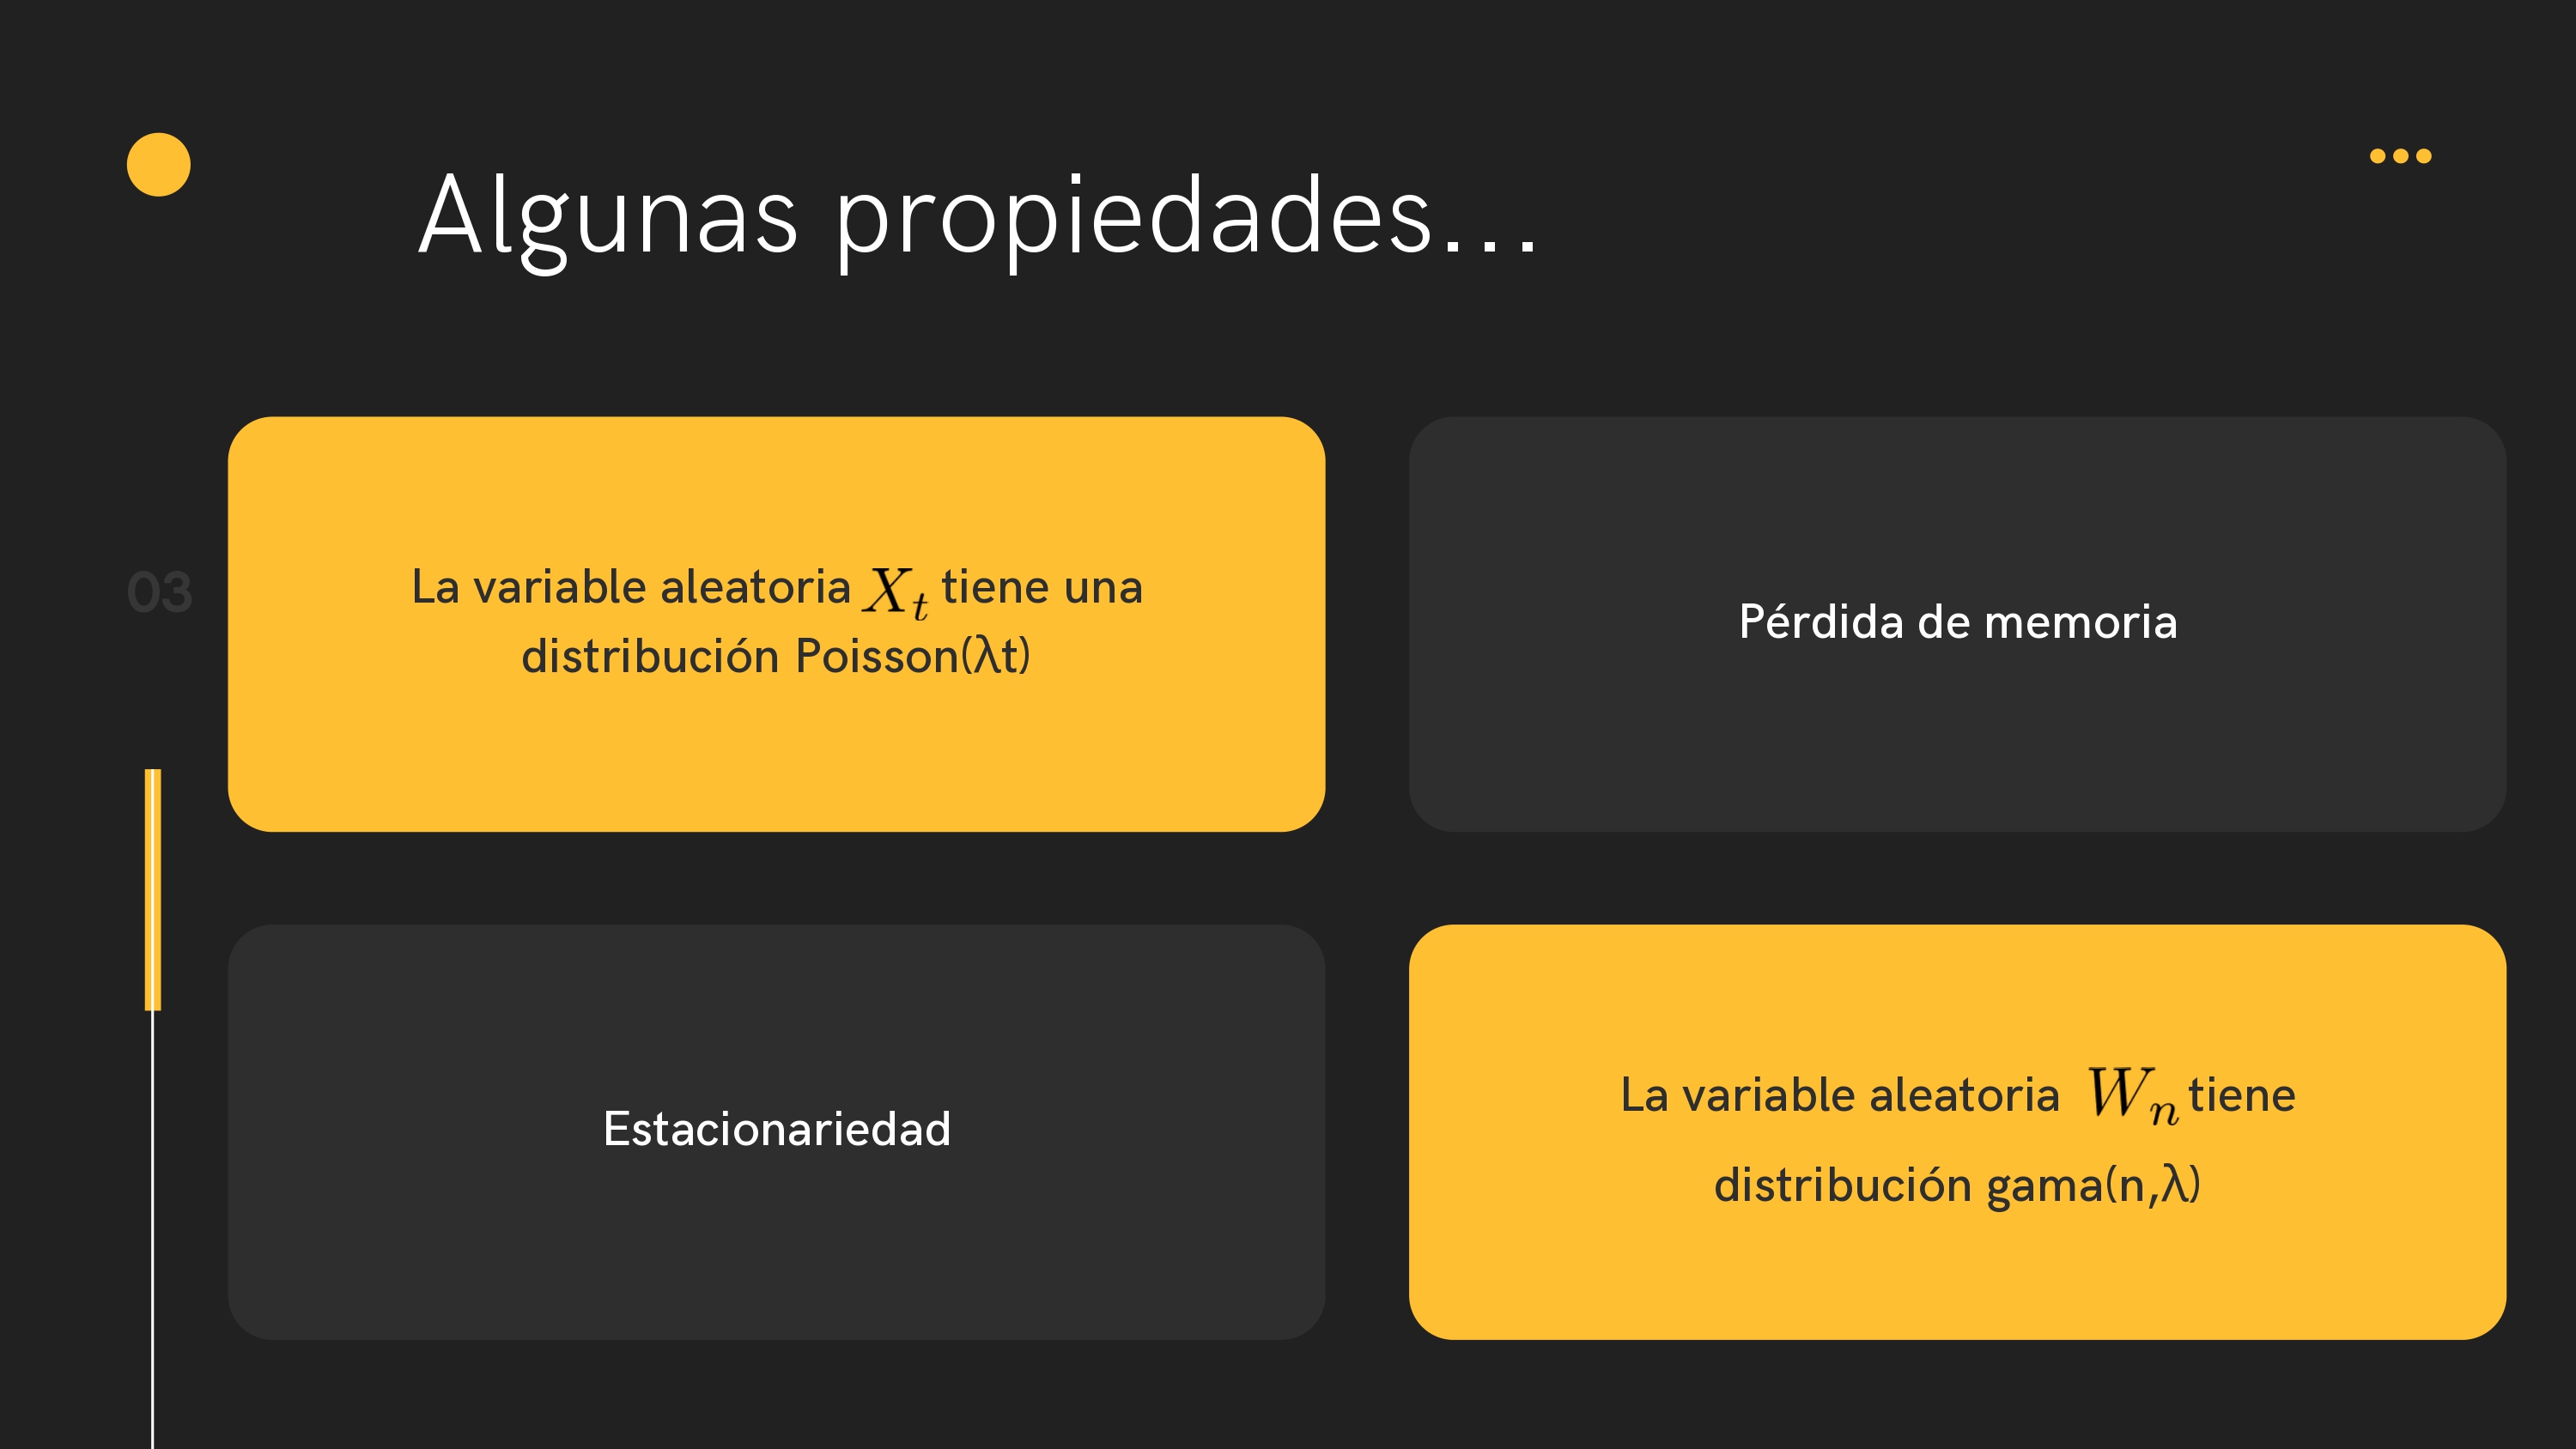 Algunas propiedades...
03
La variable aleatoria X_t tiene una
distribución Poisson(λt)
Pérdida de memoria
Estacionariedad
La variable aleatoria W_n tiene
distribución gama(n,λ)